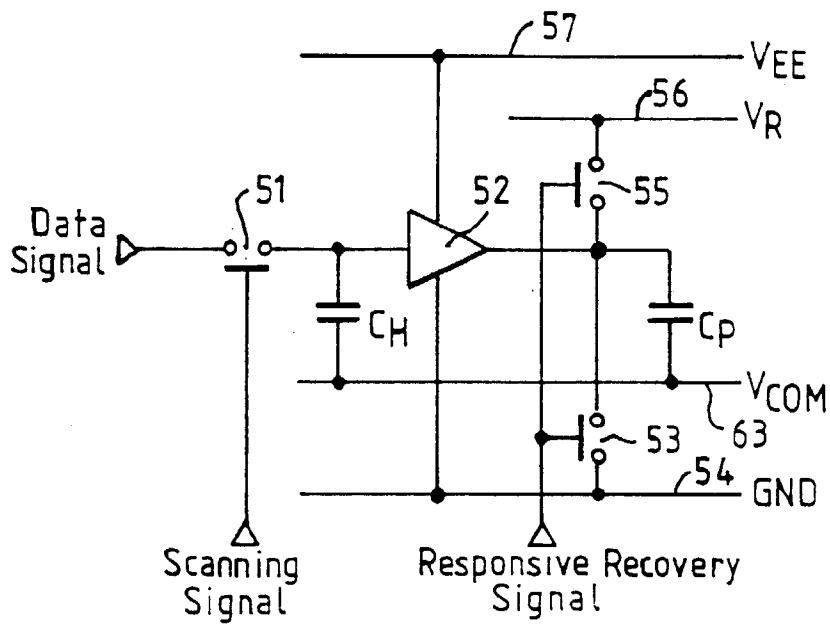 57
VEE
56
VR
51
52
55
Data
Signal
CH
CP
VCOM
53
63
54
GND
Scanning
Signal
Responsive Recovery
Signal